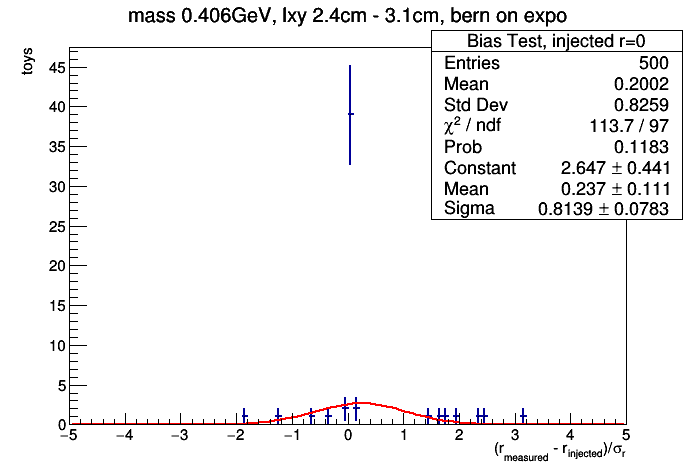 mass 0.406GeV, lxy 2.4cm - 3.1cm, bern on expo
Bias Test, injected r=0
Entries 500
Mean 0.2002
Std Dev 0.8259
χ² / ndf 113.7 / 97
Prob 0.1183
Constant 2.647 ± 0.441
Mean 0.237 ± 0.111
Sigma 0.8139 ± 0.0783
toys
45
40
35
30
25
20
15
10
5
0
−5 −4 −3 −2 −1 0 1 2 3 4 5
(r_measured - r_injected)/σ_r